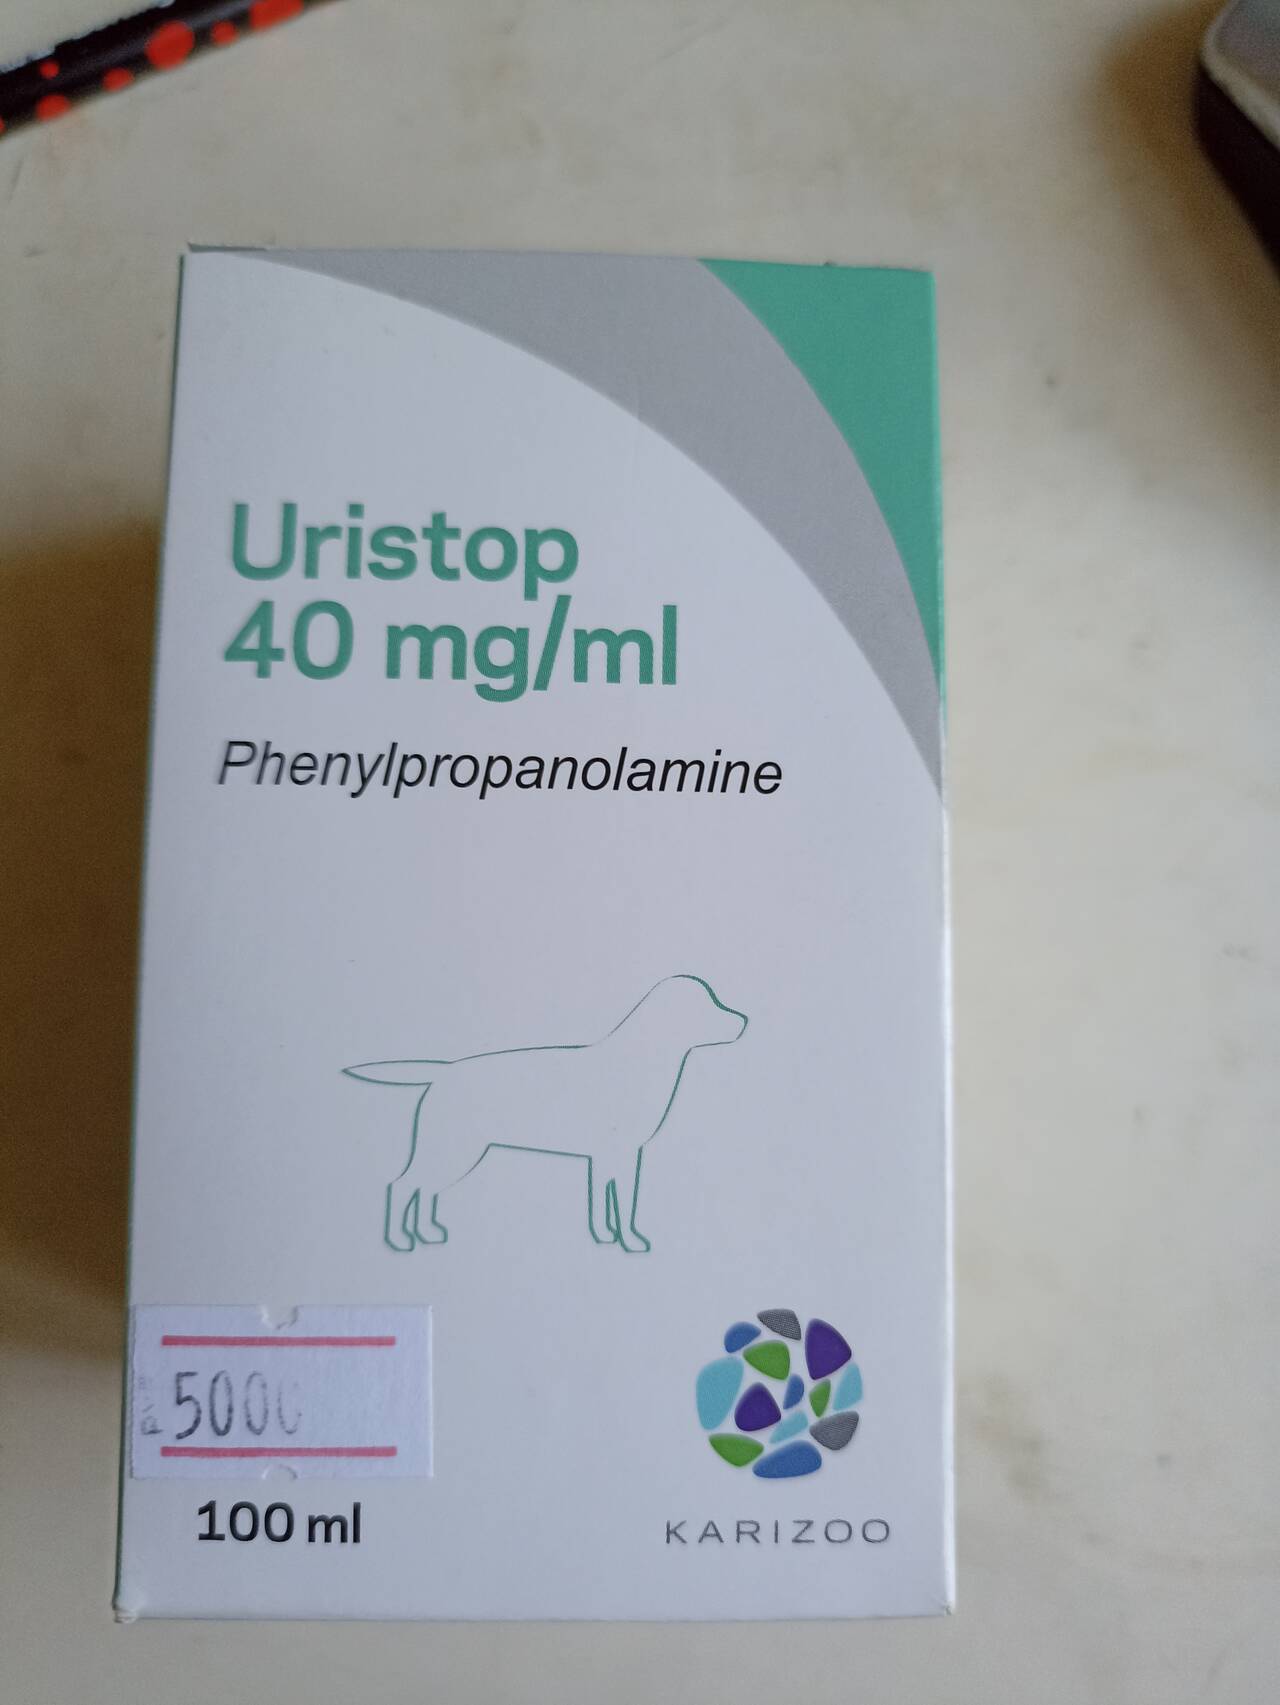 Uristop
40 mg/ml
Phenylpropanolamine
5000
100 ml
KARIZOO